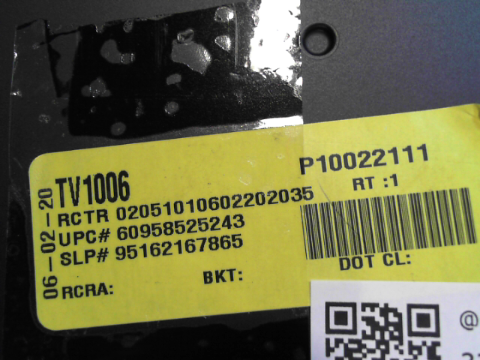 06-02-20
TV1006
P10022111
RCTR 02051010602202035
RT :1
UPC# 60958525243
SLP# 95162167865
DOT CL:
RCRA:
BKT:
@